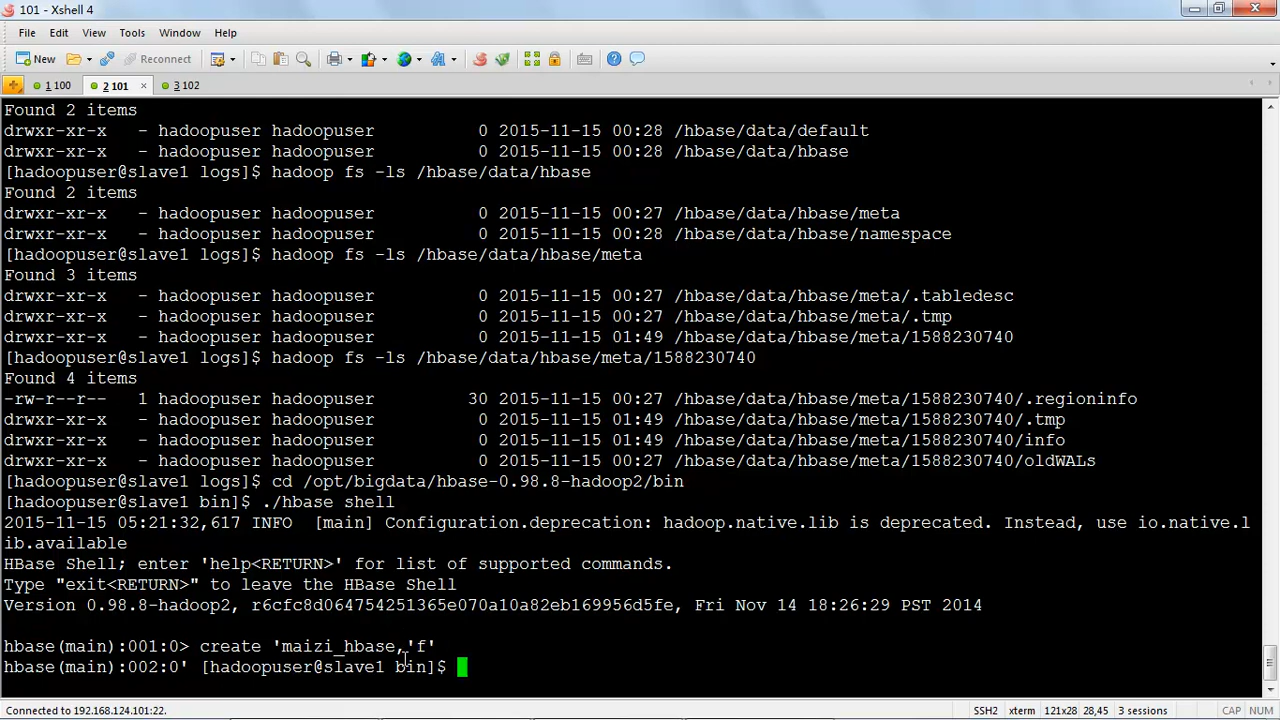 101 - Xshell 4
File Edit View Tools Window Help
New Reconnect
1 100 2 101 3 102
Found 2 items
drwxr-xr-x - hadoopuser hadoopuser 0 2015-11-15 00:28 /hbase/data/default
drwxr-xr-x - hadoopuser hadoopuser 0 2015-11-15 00:28 /hbase/data/hbase
[hadoopuser@slave1 logs]$ hadoop fs -ls /hbase/data/hbase
Found 2 items
drwxr-xr-x - hadoopuser hadoopuser 0 2015-11-15 00:27 /hbase/data/hbase/meta
drwxr-xr-x - hadoopuser hadoopuser 0 2015-11-15 00:28 /hbase/data/hbase/namespace
[hadoopuser@slave1 logs]$ hadoop fs -ls /hbase/data/hbase/meta
Found 3 items
drwxr-xr-x - hadoopuser hadoopuser 0 2015-11-15 00:27 /hbase/data/hbase/meta/.tabledesc
drwxr-xr-x - hadoopuser hadoopuser 0 2015-11-15 00:27 /hbase/data/hbase/meta/.tmp
drwxr-xr-x - hadoopuser hadoopuser 0 2015-11-15 01:49 /hbase/data/hbase/meta/1588230740
[hadoopuser@slave1 logs]$ hadoop fs -ls /hbase/data/hbase/meta/1588230740
Found 4 items
-rw-r--r-- 1 hadoopuser hadoopuser 30 2015-11-15 00:27 /hbase/data/hbase/meta/1588230740/.regioninfo
drwxr-xr-x - hadoopuser hadoopuser 0 2015-11-15 01:49 /hbase/data/hbase/meta/1588230740/.tmp
drwxr-xr-x - hadoopuser hadoopuser 0 2015-11-15 01:49 /hbase/data/hbase/meta/1588230740/info
drwxr-xr-x - hadoopuser hadoopuser 0 2015-11-15 00:27 /hbase/data/hbase/meta/1588230740/oldWALs
[hadoopuser@slave1 logs]$ cd /opt/bigdata/hbase-0.98.8-hadoop2/bin
[hadoopuser@slave1 bin]$ ./hbase shell
2015-11-15 05:21:32,617 INFO [main] Configuration.deprecation: hadoop.native.lib is deprecated. Instead, use io.native.l
ib.available
HBase Shell; enter 'help<RETURN>' for list of supported commands.
Type "exit<RETURN>" to leave the HBase Shell
Version 0.98.8-hadoop2, r6cfc8d064754251365e070a10a82eb169956d5fe, Fri Nov 14 18:26:29 PST 2014
hbase(main):001:0> create 'maizi_hbase,'f'
hbase(main):002:0' [hadoopuser@slave1 bin]$
Connected to 192.168.124.101:22. SSH2 xterm 121x28 28,45 3 sessions CAP NUM